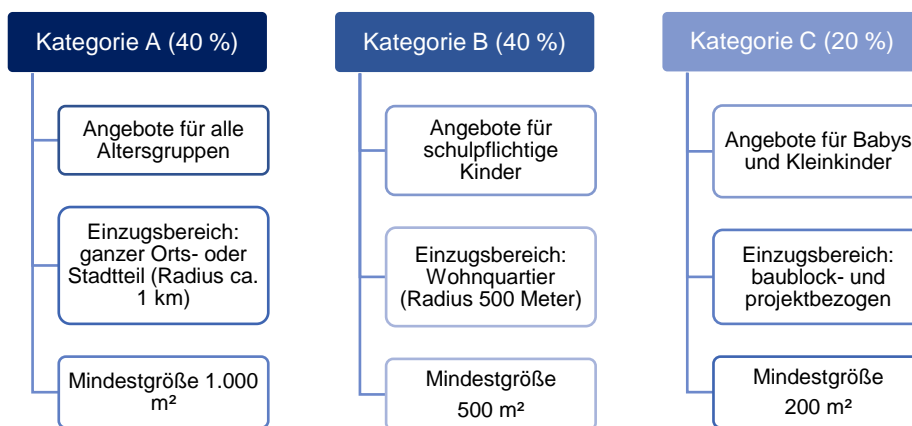 Kategorie A (40 %)
Angebote für alle
Altersgruppen
Einzugsbereich:
ganzer Orts- oder
Stadtteil (Radius ca.
1 km)
Mindestgröße 1.000
m²
Kategorie B (40 %)
Angebote für
schulpflichtige
Kinder
Einzugsbereich:
Wohnquartier
(Radius 500 Meter)
Mindestgröße
500 m²
Kategorie C (20 %)
Angebote für Babys
und Kleinkinder
Einzugsbereich:
baublock- und
projektbezogen
Mindestgröße
200 m²